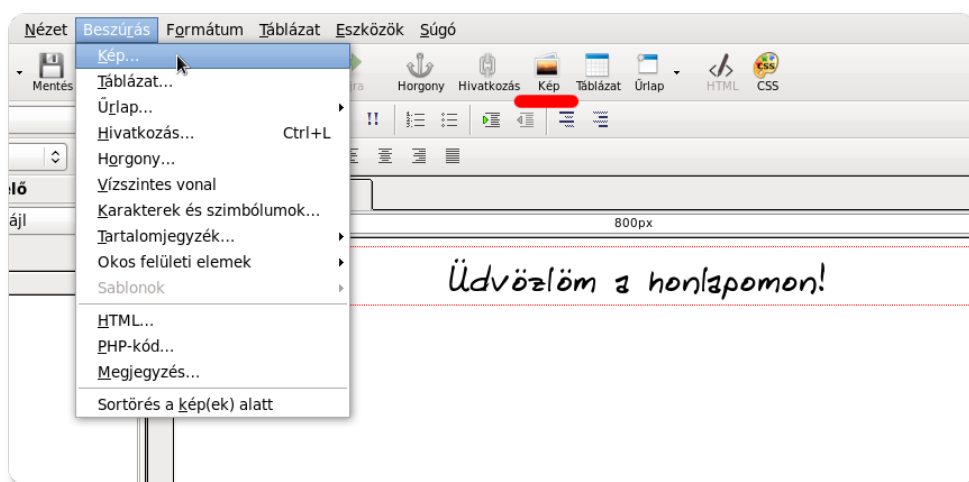 Nézet Beszúrás Formátum Táblázat Eszközök Súgó
Mentés Horgony Hivatkozás Kép Táblázat Űrlap HTML CSS
Kép...
Táblázat...
Űrlap...
Hivatkozás... Ctrl+L
Horgony...
Vízszintes vonal
Karakterek és szimbólumok...
Tartalomjegyzék...
Okos felületi elemek
Sablonok
HTML...
PHP-kód...
Megjegyzés...
Sortörés a kép(ek) alatt
800px
Üdvözlöm a honlapomon!